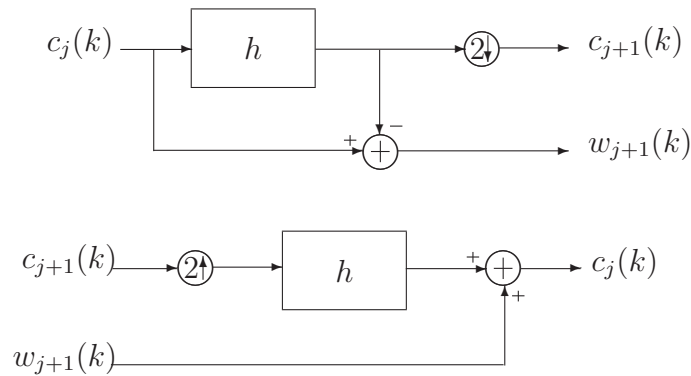 c_j(k) h 2↓ c_{j+1}(k)
−
+ + w_{j+1}(k)
c_{j+1}(k) 2↑ h + + c_j(k)
+
w_{j+1}(k)